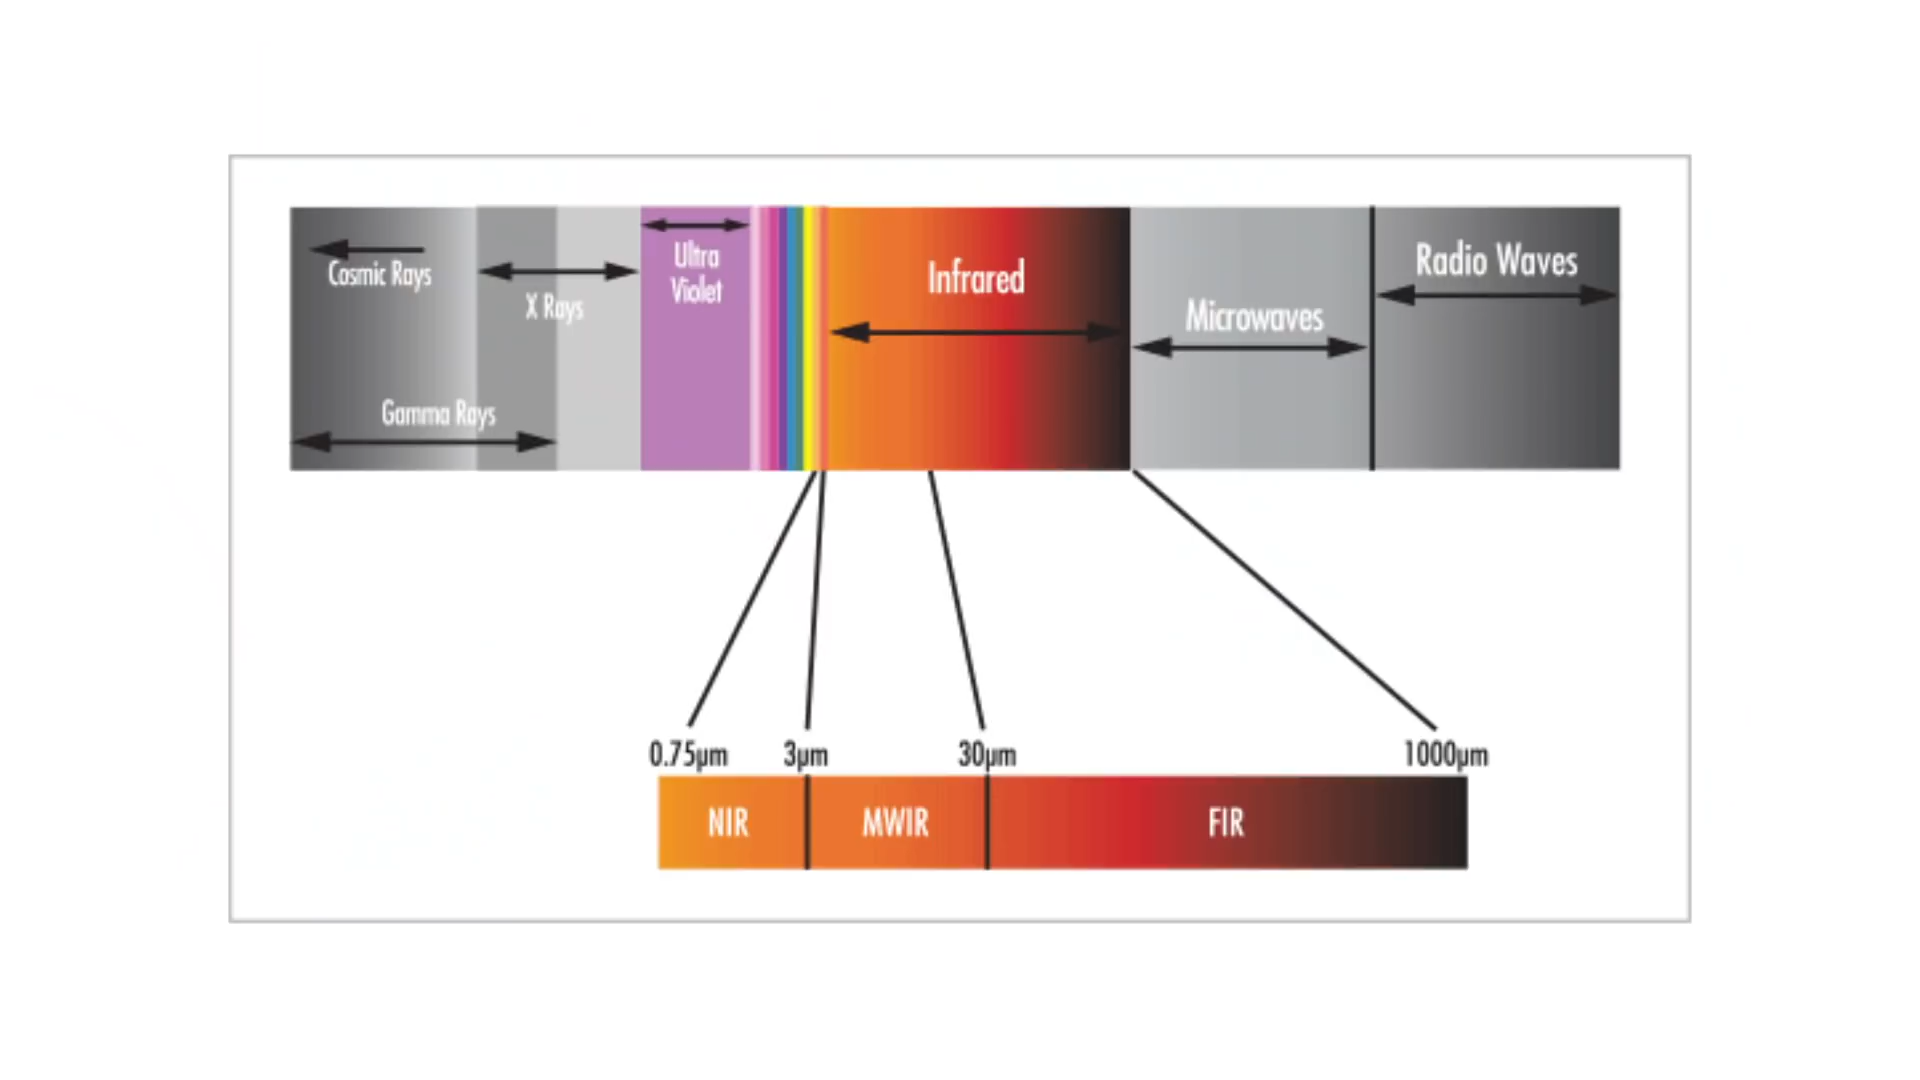 Cosmic Rays
X Rays
Gamma Rays
Ultra
Violet
Infrared
Microwaves
Radio Waves
0.75µm
3µm
30µm
1000µm
NIR
MWIR
FIR